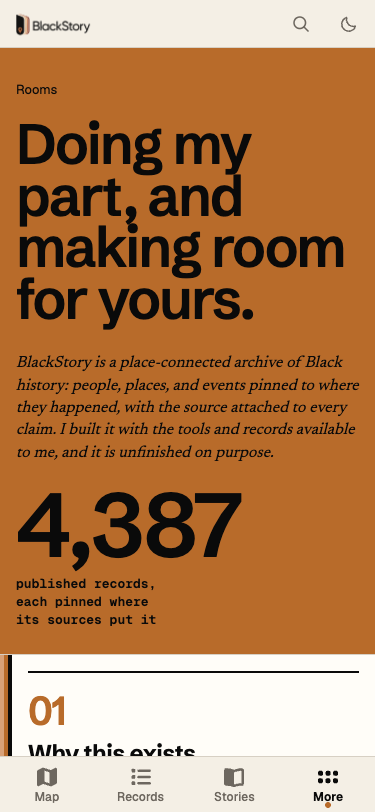 BlackStory
Rooms
Doing my
part, and
making room
for yours.
BlackStory is a place-connected archive of Black
history: people, places, and events pinned to where
they happened, with the source attached to every
claim. I built it with the tools and records available
to me, and it is unfinished on purpose.
4,387
published records,
each pinned where
its sources put it
01
Why this exists
Map
Records
Stories
More